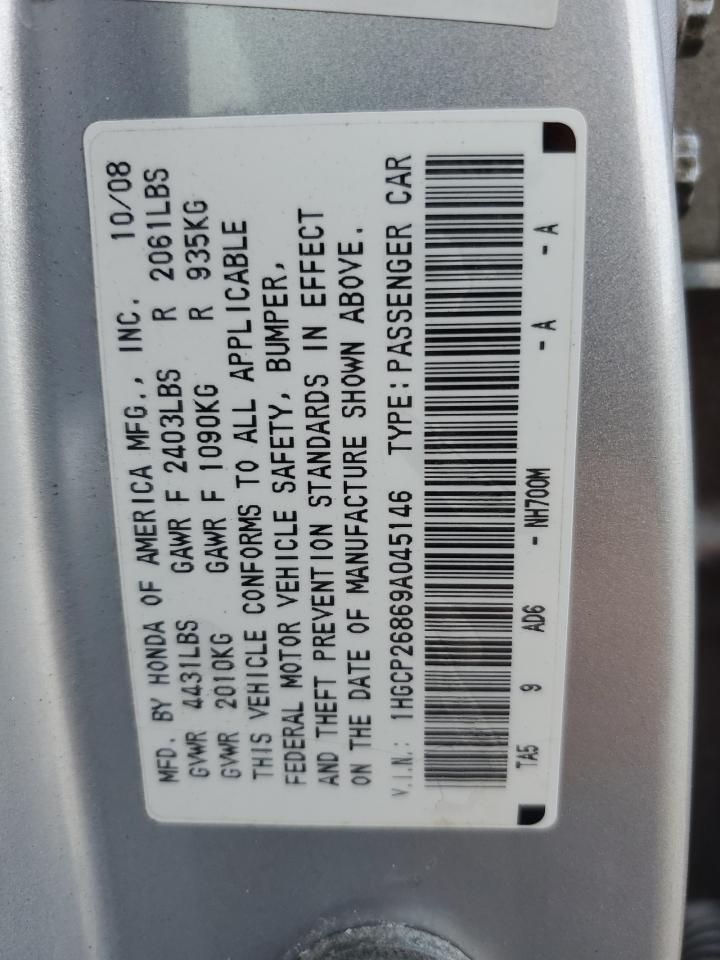 MFD. BY HONDA OF AMERICA MFG., INC. 10/08
GVWR 4431LBS GAWR F 2403LBS R 2061LBS
GVWR 2010KG GAWR F 1090KG R 935KG
THIS VEHICLE CONFORMS TO ALL APPLICABLE
FEDERAL MOTOR VEHICLE SAFETY, BUMPER,
AND THEFT PREVENTION STANDARDS IN EFFECT
ON THE DATE OF MANUFACTURE SHOWN ABOVE.
V.I.N.: 1HGCP26869A045146 TYPE:PASSENGER CAR
TA5 9 AD6 - NH700M - A - A